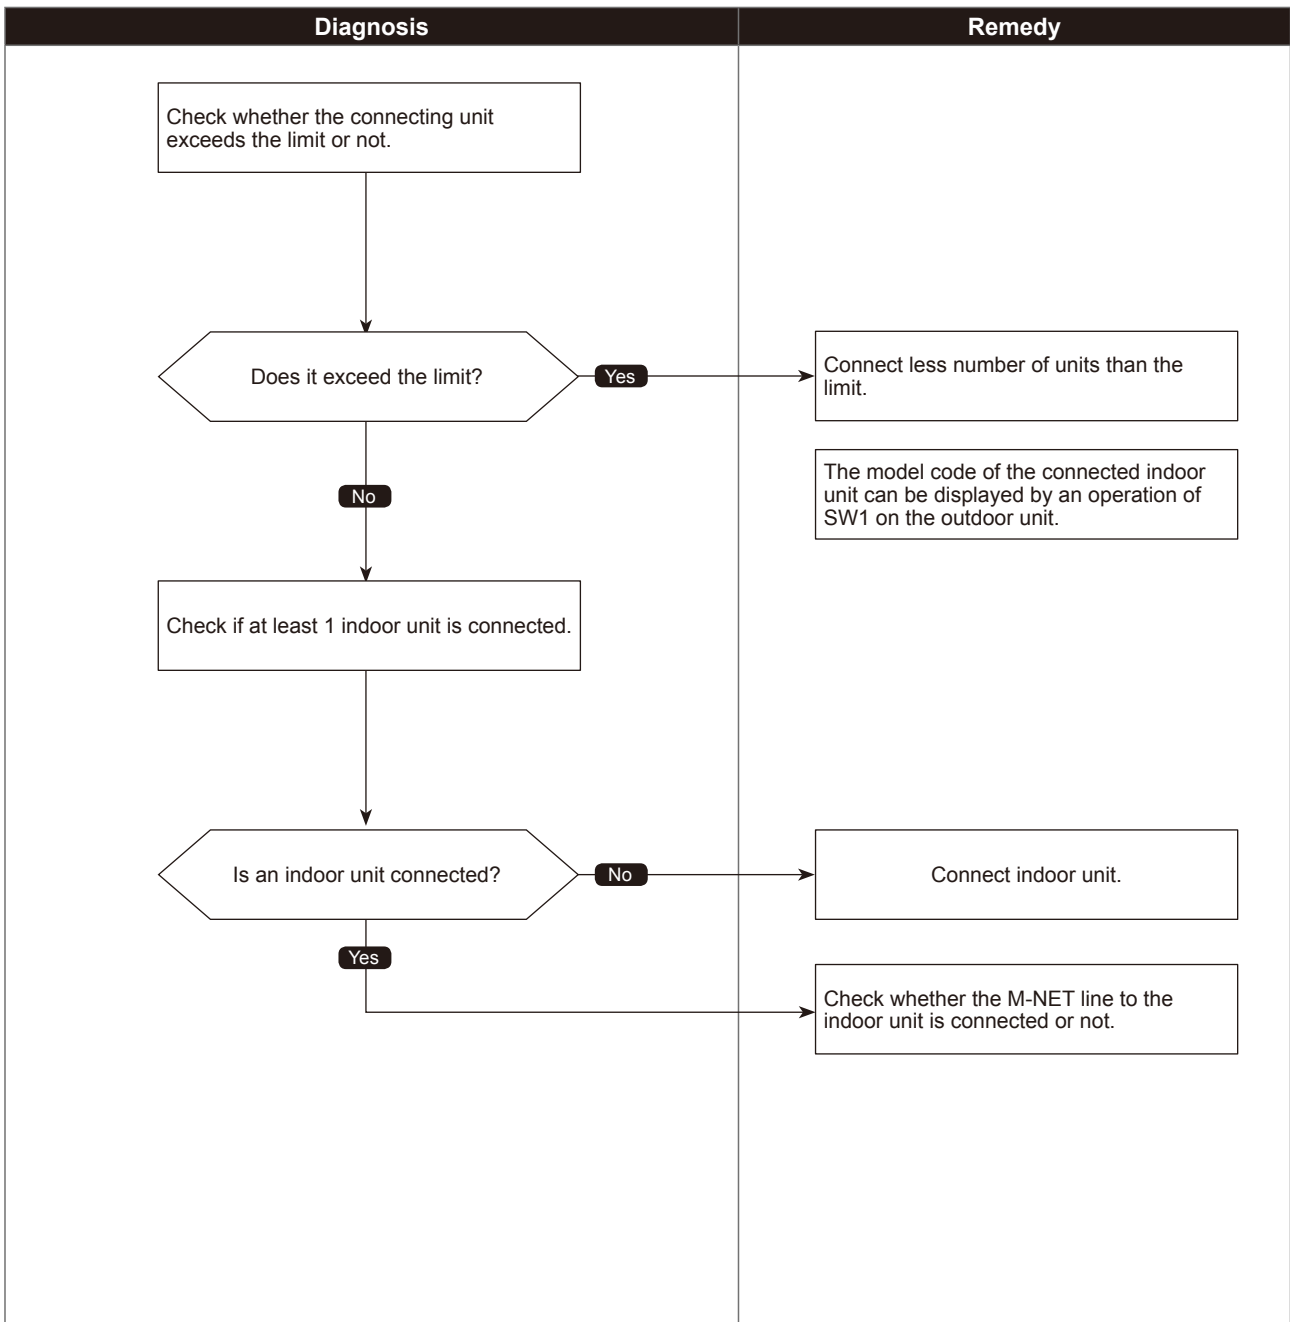 Diagnosis
Remedy
Check whether the connecting unit
exceeds the limit or not.
Does it exceed the limit?
Yes
Connect less number of units than the
limit.
The model code of the connected indoor
unit can be displayed by an operation of
SW1 on the outdoor unit.
No
Check if at least 1 indoor unit is connected.
Is an indoor unit connected?
No
Connect indoor unit.
Yes
Check whether the M-NET line to the
indoor unit is connected or not.